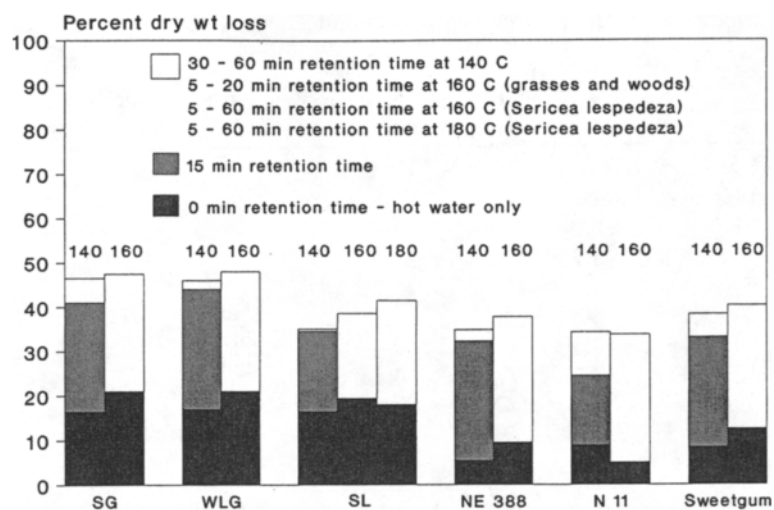 Percent dry wt loss
100
90
80
70
60
50
40
30
20
10
0
30 - 60 min retention time at 140 C
5 - 20 min retention time at 160 C (grasses and woods)
5 - 60 min retention time at 160 C (Sericea lespedeza)
5 - 60 min retention time at 180 C (Sericea lespedeza)
15 min retention time
0 min retention time - hot water only
140 160 140 160 140 160 180 140 160 140 160 140 160
SG WLG SL NE 388 N 11 Sweetgum